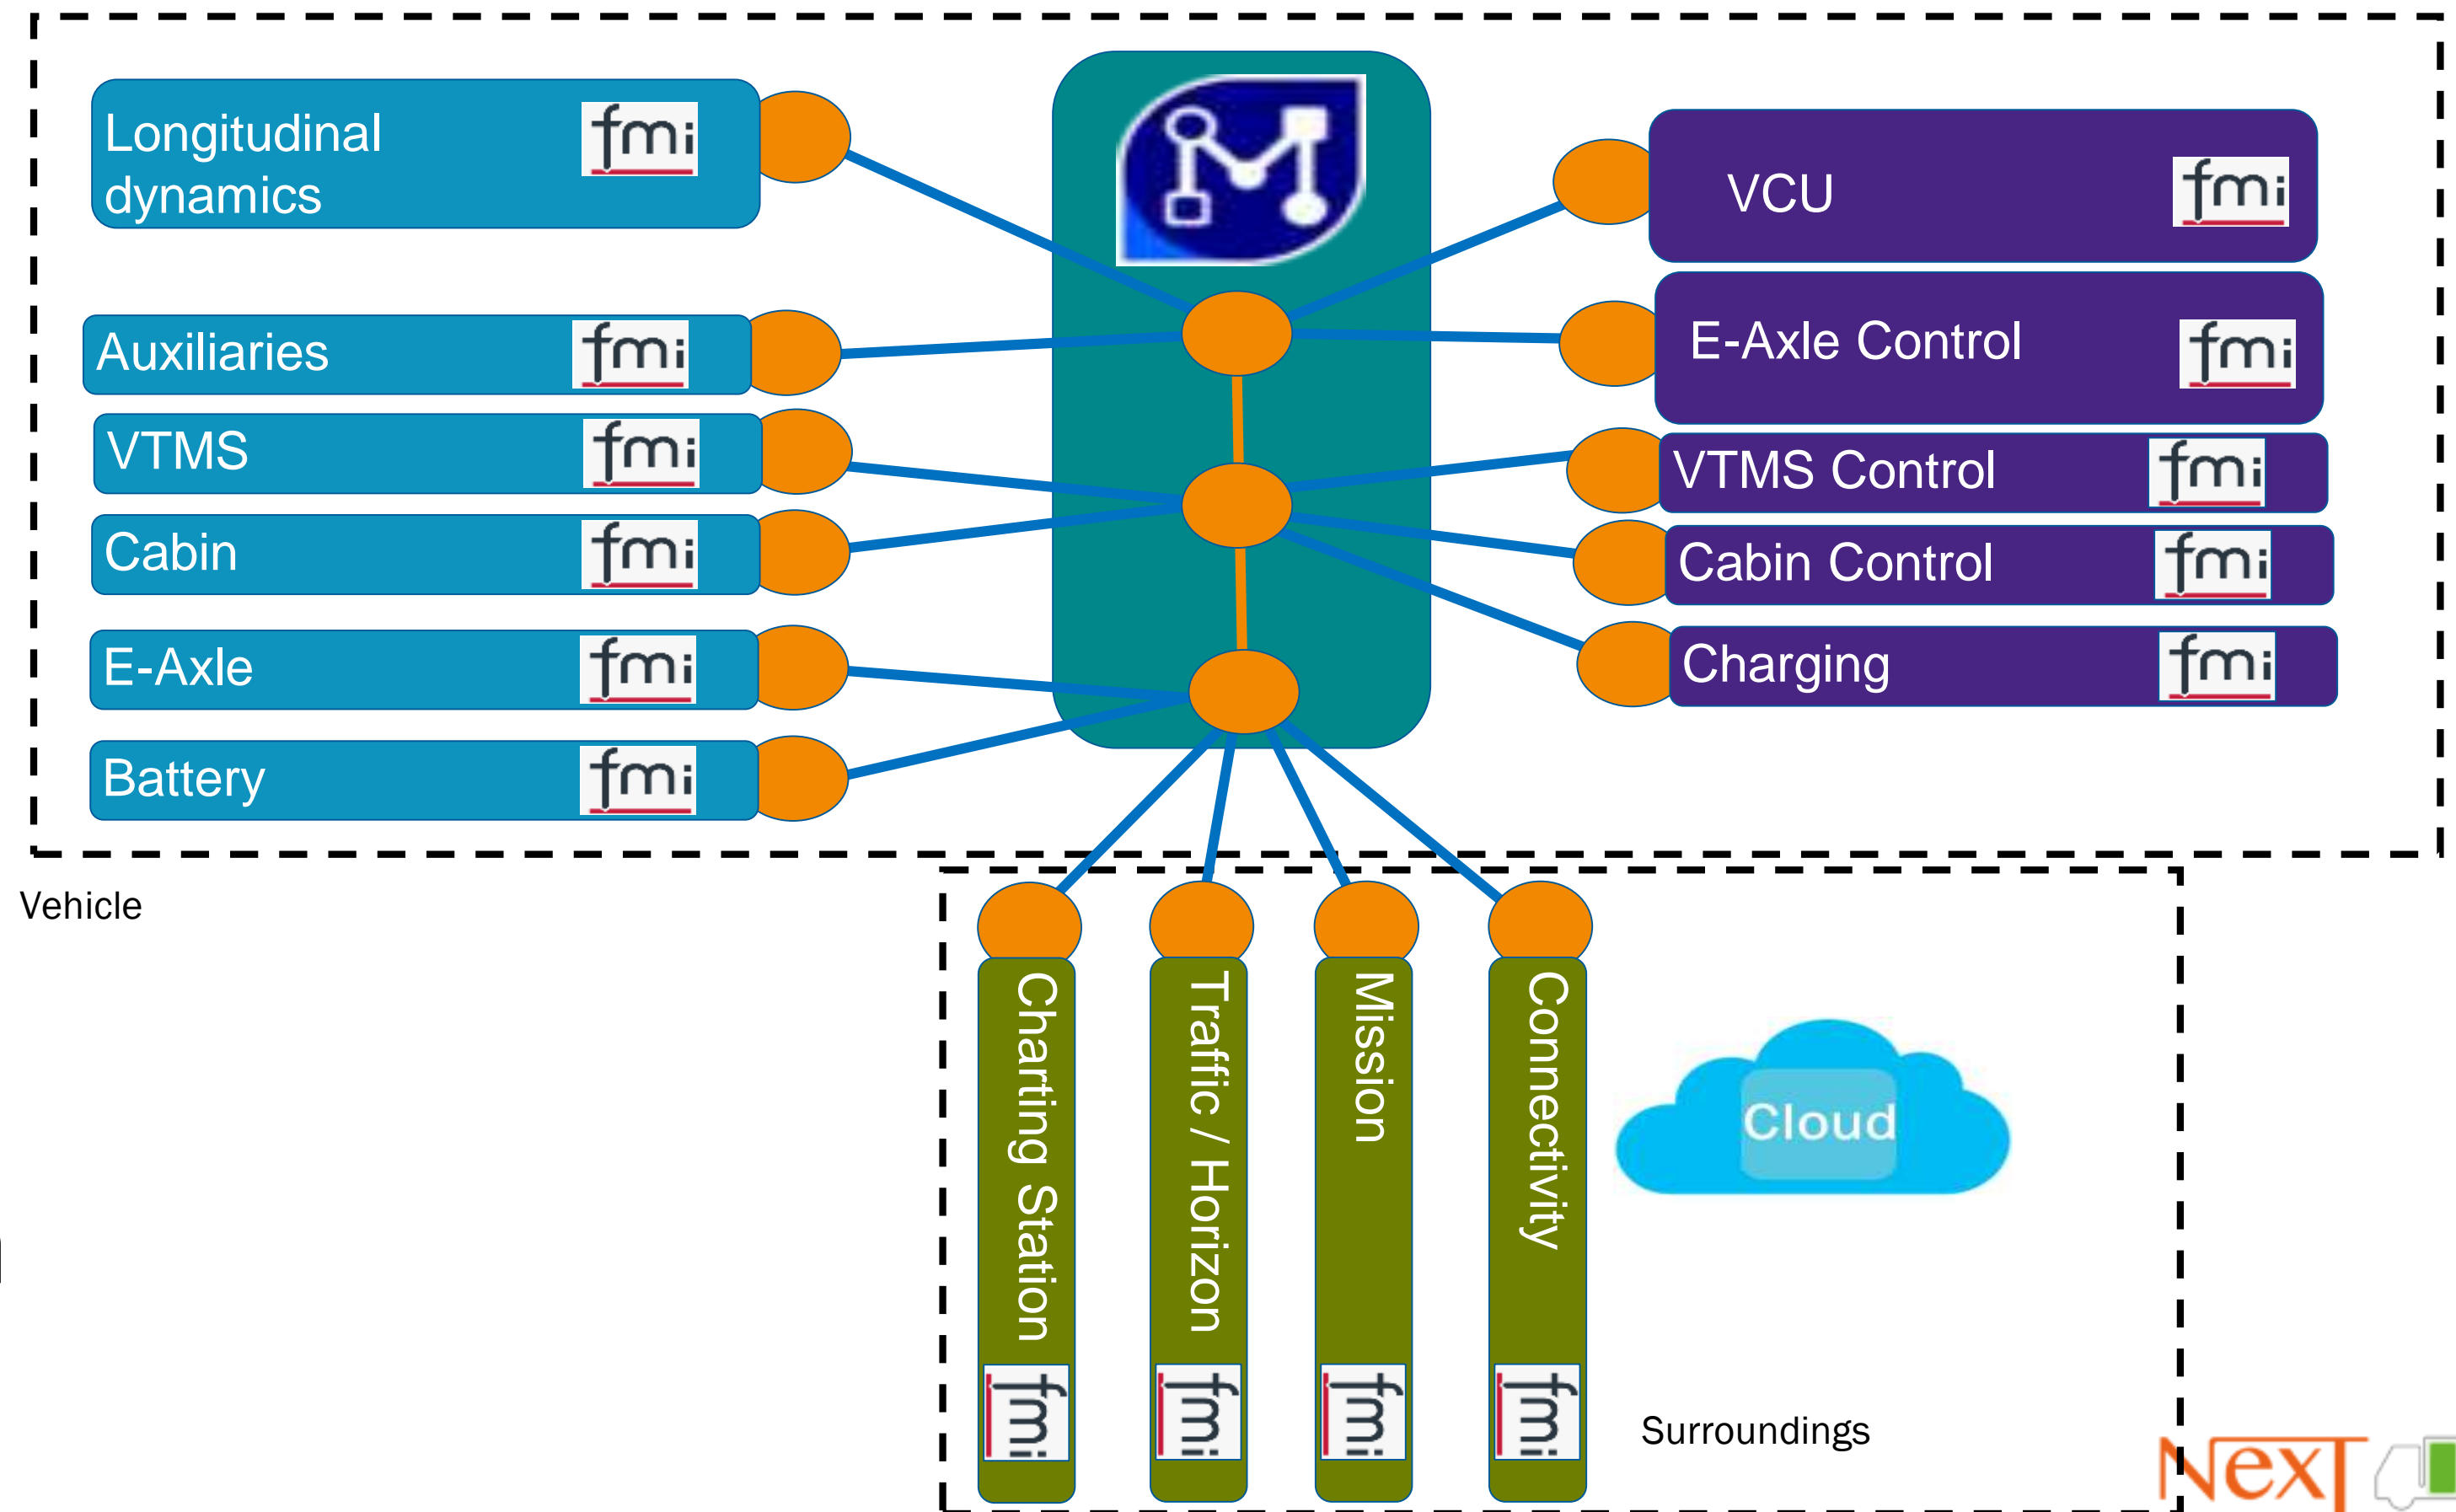 Longitudinal
dynamics
fmi
Auxiliaries
fmi
VTMS
fmi
Cabin
fmi
E-Axle
fmi
Battery
fmi
VCU
fmi
E-Axle Control
fmi
VTMS Control
fmi
Cabin Control
fmi
Charging
fmi
Vehicle
Charting Station
fmi
Traffic / Horizon
fmi
Mission
fmi
Connectivity
fmi
Cloud
Surroundings
NexT